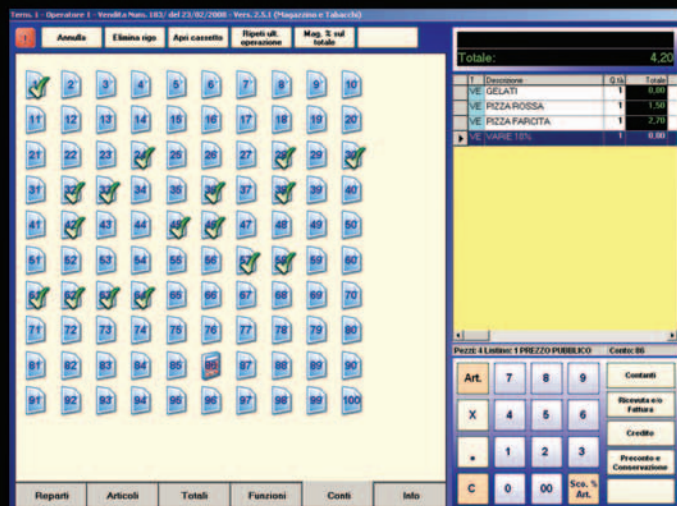 Term. 1 - Operatore 1 - Vendita Num. 103/ del 23/02/2008 - Vers. 2.5.1 (Magazzino e Tabacchi)
1 Annulla Elimina rigo Apri cassetto Ripeti ult. operazione Mag. % sul totale
Totale: 4,20
T Descrizione Q.tà Totale
VE GELATI 1 0,00
VE PIZZA ROSSA 1 1,50
VE PIZZA FARCITA 1 2,70
VE VARIE 10% 1 0,00
1 2 3 4 5 6 7 8 9 10
11 12 13 14 15 16 17 18 19 20
21 22 23 25 26 27 29
31 34 35 37 39 40
41 43 44 47 48 49 50
51 52 53 54 55 56 59 60
65 66 67 68 69 70
71 72 73 74 75 76 77 78 79 80
81 82 83 84 85 86 87 88 89 90
91 92 93 94 95 96 97 98 99 100
Pezzi: 4 Listino: 1 PREZZO PUBBLICO Conto: 86
Art. 7 8 9 Contanti
X 4 5 6 Ricevuta e/o Fattura
. 1 2 3 Credito
C 0 00 Sco. % Art. Preconto e Conservazione
Reparti Articoli Totali Funzioni Conti Info